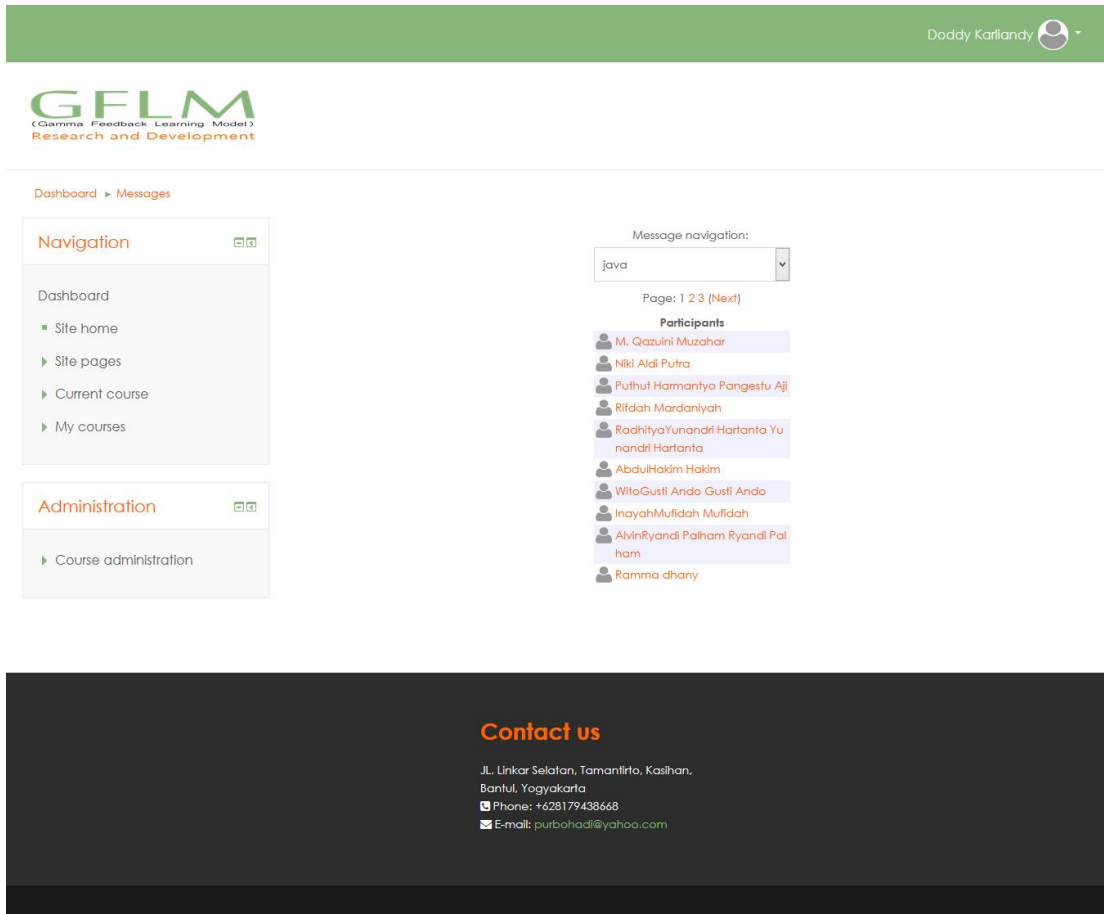 Doddy Karliandy
GFLM
(Gamma Feedback Learning Model)
Research and Development
Dashboard ▸ Messages
Navigation
Dashboard
Site home
Site pages
Current course
My courses
Administration
Course administration
Message navigation:
java
Page: 1 2 3 (Next)
Participants
M. Qazuini Muzahar
Niki Aldi Putra
Puthut Harmantyo Pangestu Aji
Rifdah Mardaniyah
RadhityaYunandri Hartanta Yu
nandri Hartanta
AbdulHakim Hakim
WitoGusti Ando Gusti Ando
InayahMufidah Mufidah
AlvinRyandi Palham Ryandi Pal
ham
Ramma dhany
Contact us
JL. Linkar Selatan, Tamantirto, Kasihan,
Bantul, Yogyakarta
Phone: +628179438668
E-mail: purbohadi@yahoo.com